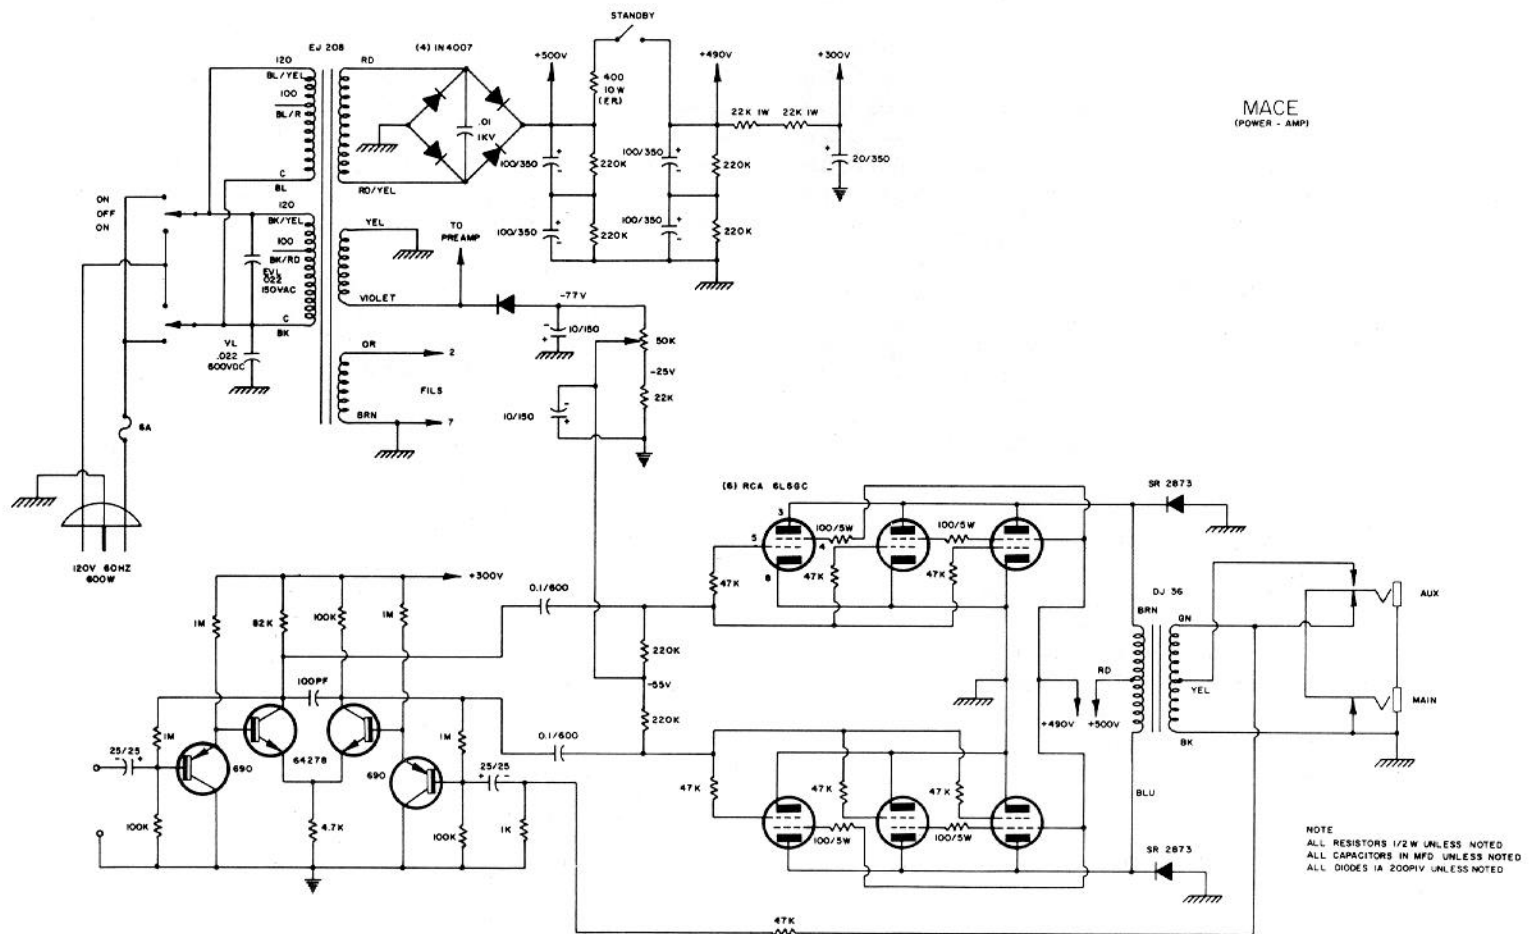 STANDBY
EJ 208
(4) IN4007
+500V
+490V
+300V
MACE
(POWER - AMP)
120
BL/YEL
RD
400
10W
(ER)
100
BL/R
.01
1KV
22K 1W
22K 1W
100/350
220K
100/350
220K
20/350
C
BL
RD/YEL
ON
OFF
ON
120
BK/YEL
YEL
TO
PREAMP
100/350
220K
100/350
220K
100
BK/RD
EVL
.022
150VAC
VIOLET
-77V
C
BK
10/150
50K
VL
.022
600VDC
OR
2
-25V
FILS
22K
BRN
7
10/150
6A
(6) RCA 6L6GC
SR 2873
3
100/5W
100/5W
5
4
120V 60HZ
600W
+300V
0.1/600
47K
8
47K
47K
DJ 36
1M
82K
100K
1M
BRN
GN
AUX
220K
100PF
-55V
RD
YEL
MAIN
220K
+490V
+500V
1M
1M
0.1/600
BK
25/25
64278
690
690
25/25
47K
47K
47K
BLU
100K
4.7K
100K
1K
100/5W
100/5W
SR 2873
NOTE
ALL RESISTORS 1/2 W UNLESS NOTED
ALL CAPACITORS IN MFD UNLESS NOTED
ALL DIODES 1A 200PIV UNLESS NOTED
47K